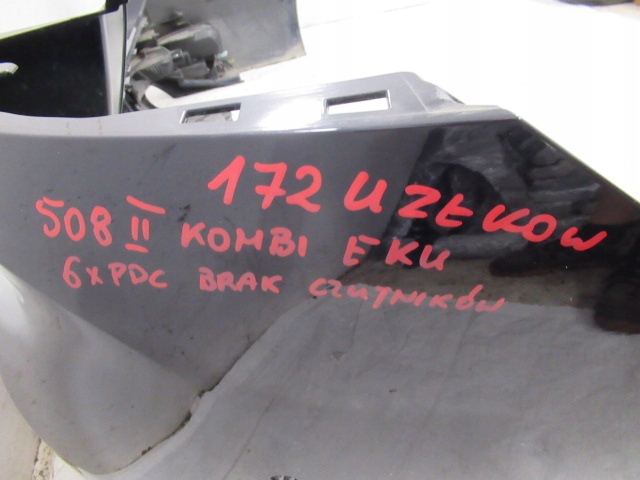 172 UZEKOW
508 II KOMBI EKU
6xPDC BRAK CZUJNIKÓW